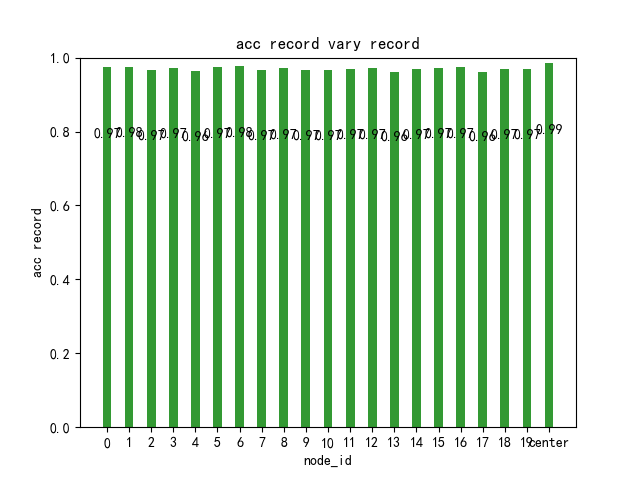 acc record vary record
1.0
0.8
0.6
0.4
0.2
0.0
acc record
0.97 0.98 0.97 0.97 0.96 0.97 0.98 0.97 0.97 0.97 0.97 0.97 0.97 0.96 0.97 0.97 0.97 0.96 0.97 0.97 0.99
0 1 2 3 4 5 6 7 8 9 10 11 12 13 14 15 16 17 18 19 center
node_id